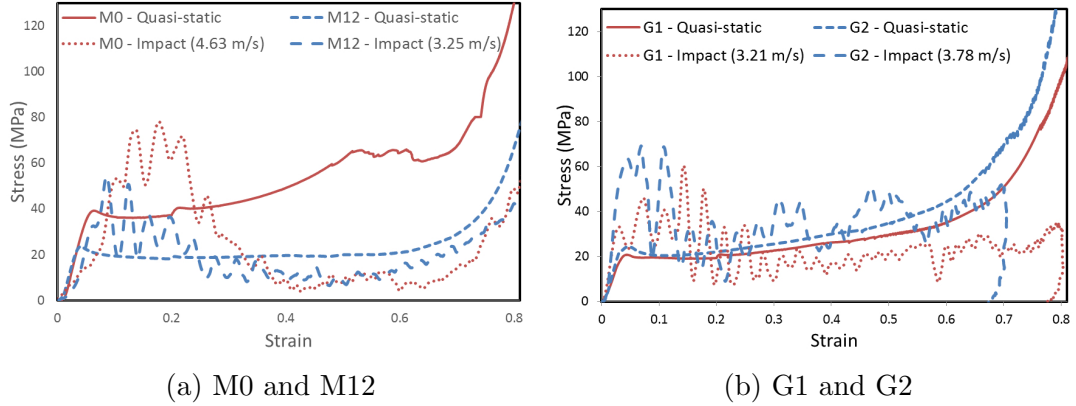 M0 - Quasi-static
M12 - Quasi-static
M0 - Impact (4.63 m/s)
M12 - Impact (3.25 m/s)
120
100
80
60
40
20
0
Stress (MPa)
0
0.2
0.4
0.6
0.8
Strain
(a) M0 and M12
G1 - Quasi-static
G2 - Quasi-static
G1 - Impact (3.21 m/s)
G2 - Impact (3.78 m/s)
120
100
80
60
40
20
0
Stress (MPa)
0
0.1
0.2
0.3
0.4
0.5
0.6
0.7
0.8
Strain
(b) G1 and G2